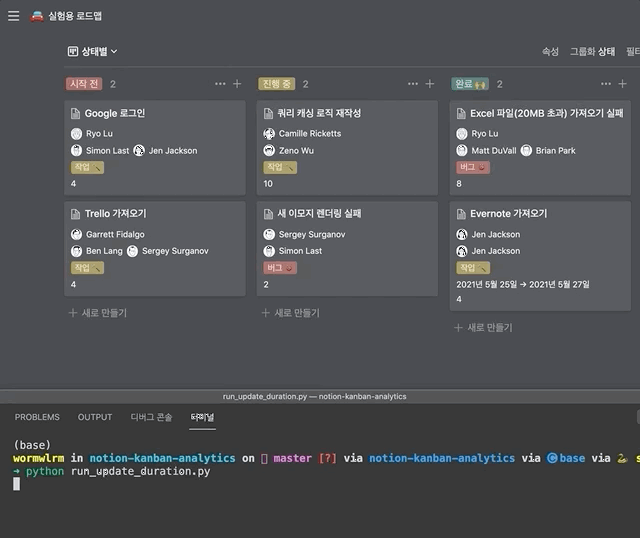 실험용 로드맵
상태별
속성 그룹화 상태 필터
시작 전 2
진행 중 2
완료 2
Google 로그인
Ryo Lu
Simon Last Jen Jackson
작업
4
Trello 가져오기
Garrett Fidalgo
Ben Lang Sergey Surganov
작업
4
+ 새로 만들기
쿼리 캐싱 로직 재작성
Camille Ricketts
Zeno Wu
작업
10
새 이모지 렌더링 실패
Sergey Surganov
Simon Last
버그
2
+ 새로 만들기
Excel 파일(20MB 초과) 가져오기 실패
Ryo Lu
Matt DuVall Brian Park
버그
8
Evernote 가져오기
Jen Jackson
Jen Jackson
작업
2021년 5월 25일 → 2021년 5월 27일
4
+ 새로 만들기
run_update_duration.py — notion-kanban-analytics
PROBLEMS OUTPUT 디버그 콘솔 터미널
(base)
wormwlrm in notion-kanban-analytics on master [?] via notion-kanban-analytics via C base via s
→ python run_update_duration.py